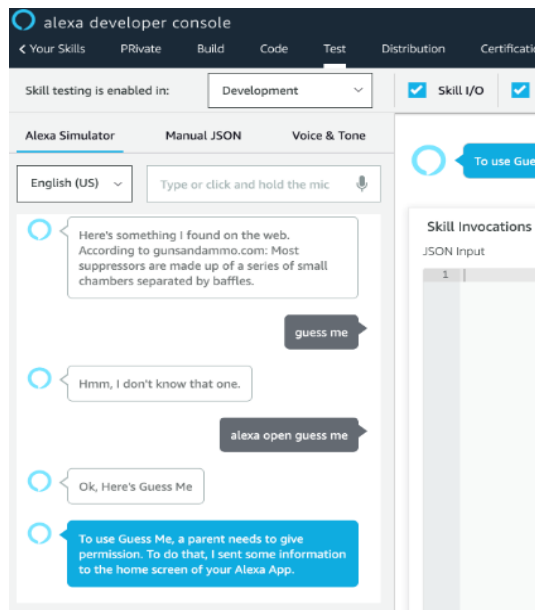 alexa developer console
Your Skills PRivate Build Code Test Distribution
Skill testing is enabled in: Development Skill I/O
Alexa Simulator Manual JSON Voice & Tone
English (US) Type or click and hold the mic
To use Gue
Here's something I found on the web.
According to gunsandammo.com: Most
suppressors are made up of a series of small
chambers separated by baffles.
guess me
Hmm, I don't know that one.
alexa open guess me
Ok, Here's Guess Me
To use Guess Me, a parent needs to give
permission. To do that, I sent some information
to the home screen of your Alexa App.
Skill Invocations
JSON Input
1